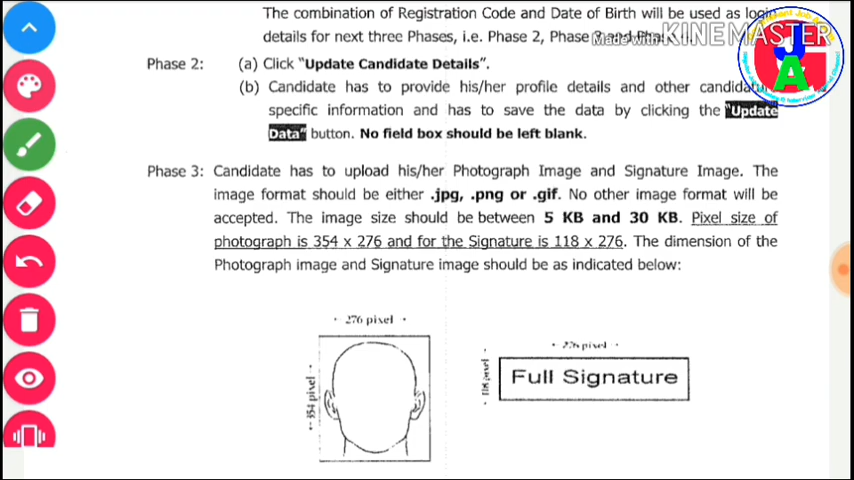 The combination of Registration Code and Date of Birth will be used as login
details for next three Phases, i.e. Phase 2, Phase 3 and Phase
Made with KINEMASTER
Phase 2: (a) Click "Update Candidate Details".
(b) Candidate has to provide his/her profile details and other candidature
specific information and has to save the data by clicking the "Update
Data" button. No field box should be left blank.
Phase 3: Candidate has to upload his/her Photograph Image and Signature Image. The
image format should be either .jpg, .png or .gif. No other image format will be
accepted. The image size should be between 5 KB and 30 KB. Pixel size of
photograph is 354 x 276 and for the Signature is 118 x 276. The dimension of the
Photograph image and Signature image should be as indicated below:
276 pixel
354 pixel
276 pixel
118 pixel
Full Signature
J
G
A